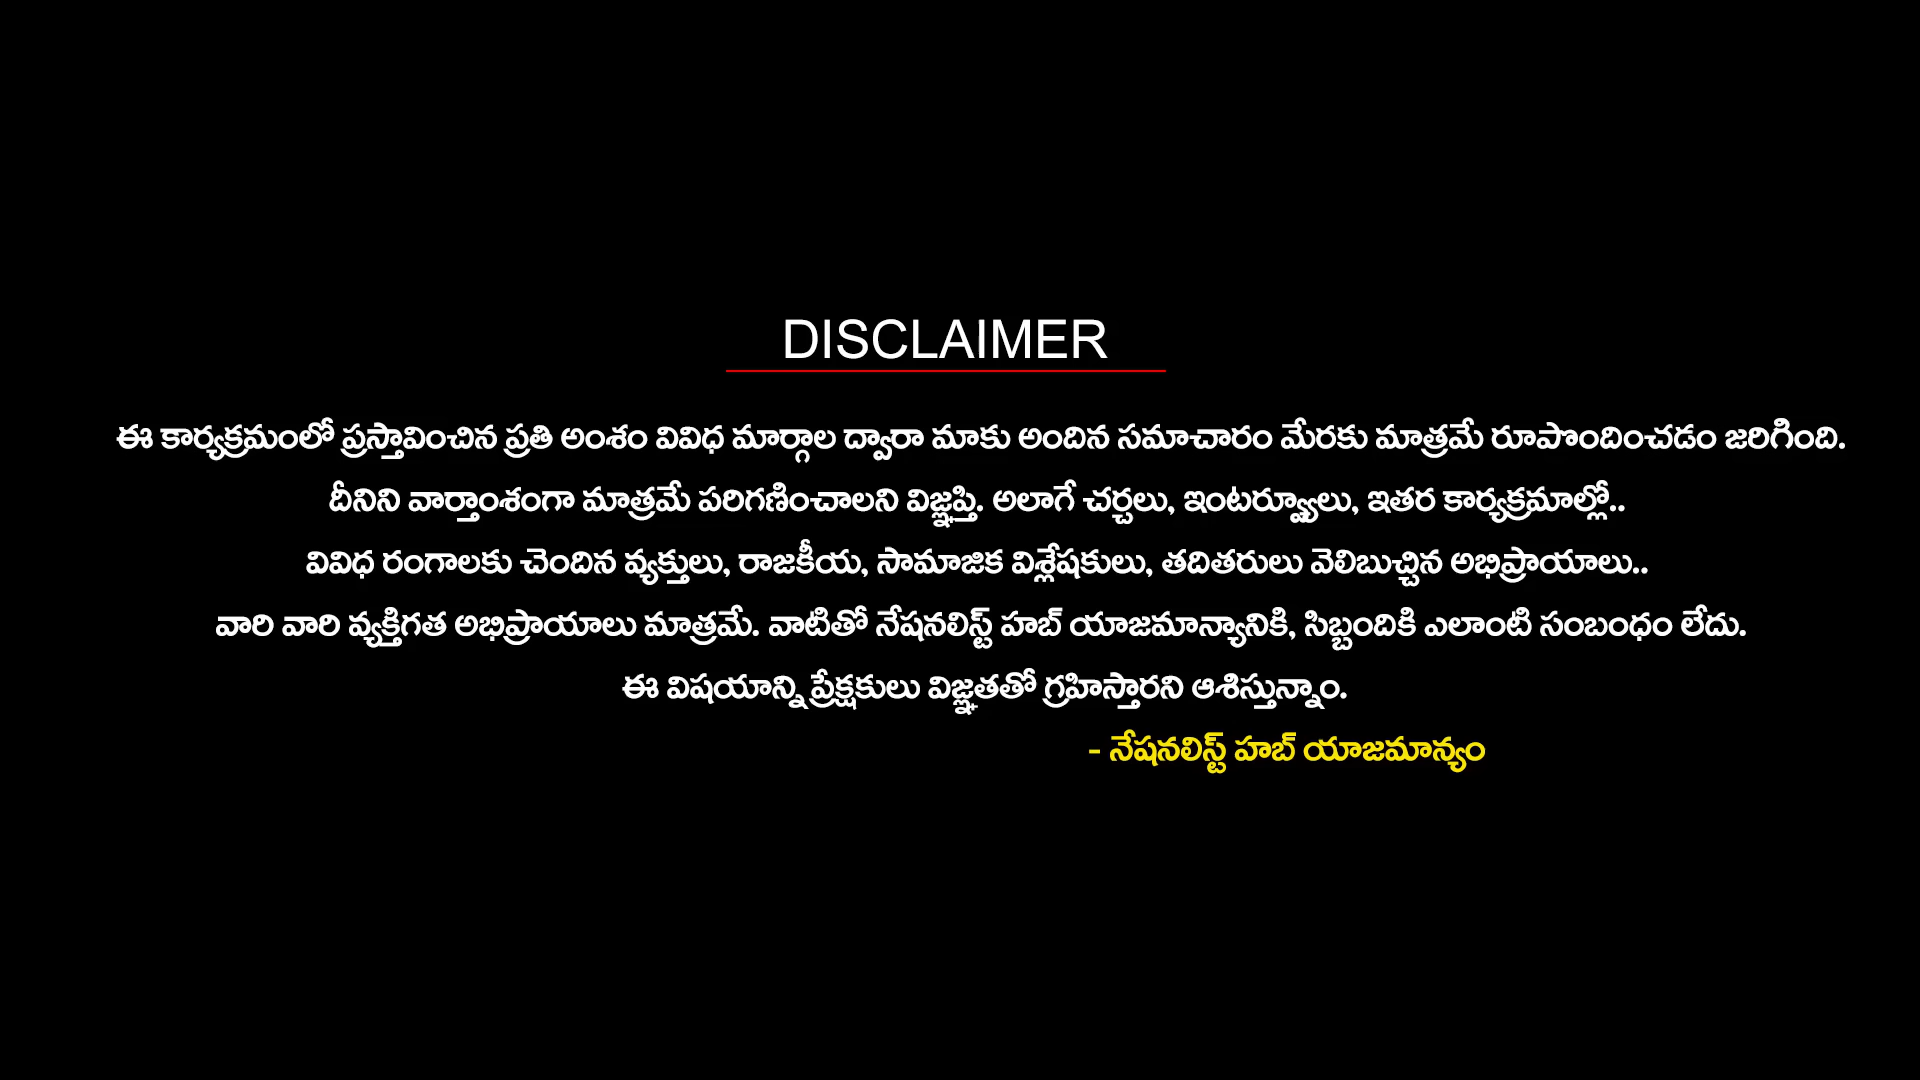 DISCLAIMER
ఈ కార్యక్రమంలో ప్రస్తావించిన ప్రతి అంశం వివిధ మార్గాల ద్వారా మాకు అందిన సమాచారం మేరకు మాత్రమే రూపొందించడం జరిగింది.
దీనిని వార్తాంశంగా మాత్రమే పరిగణించాలని విజ్ఞప్తి. అలాగే చర్చలు, ఇంటర్వ్యూలు, ఇతర కార్యక్రమాల్లో..
వివిధ రంగాలకు చెందిన వ్యక్తులు, రాజకీయ, సామాజిక విశ్లేషకులు, తదితరులు వెలిబుచ్చిన అభిప్రాయాలు..
వారి వారి వ్యక్తిగత అభిప్రాయాలు మాత్రమే. వాటితో నేషనలిస్ట్ హబ్ యాజమాన్యానికి, సిబ్బందికి ఎలాంటి సంబంధం లేదు.
ఈ విషయాన్ని ప్రేక్షకులు విజ్ఞతతో గ్రహిస్తారని ఆశిస్తున్నాం.
- నేషనలిస్ట్ హబ్ యాజమాన్యం